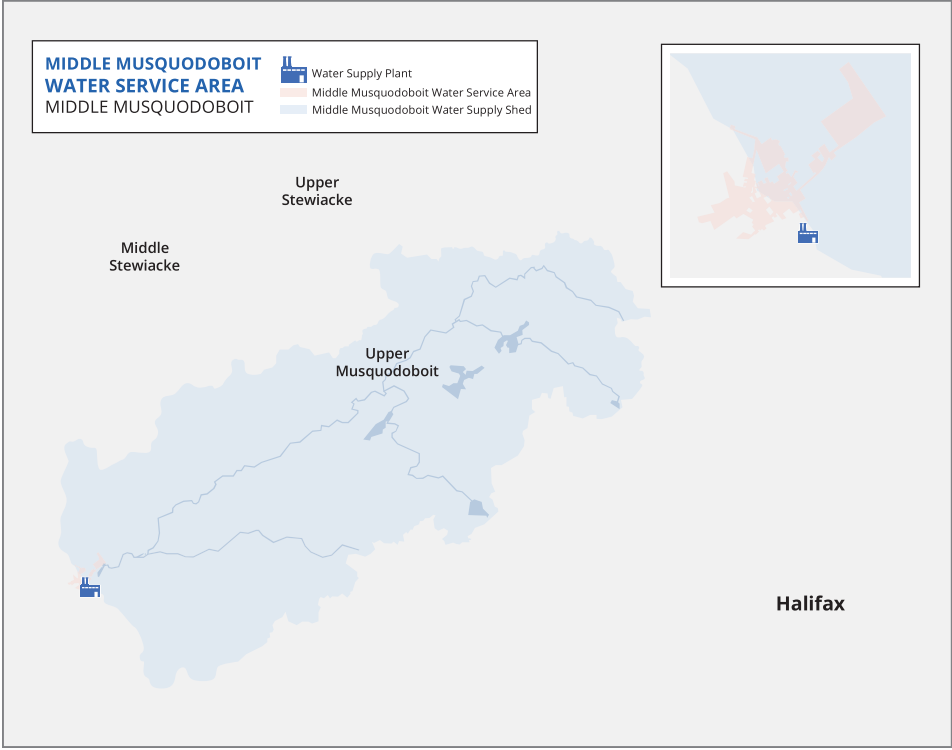 MIDDLE MUSQUODOBOIT
WATER SERVICE AREA
MIDDLE MUSQUODOBOIT
Water Supply Plant
Middle Musquodoboit Water Service Area
Middle Musquodoboit Water Supply Shed
Upper
Stewiacke
Middle
Stewiacke
Upper
Musquodoboit
Halifax